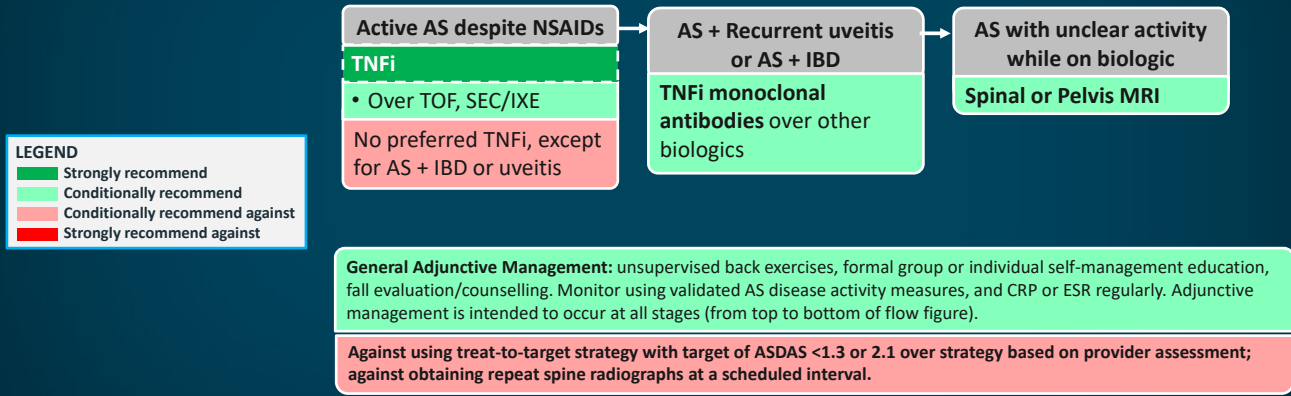 Active AS despite NSAIDs
TNFi
• Over TOF, SEC/IXE
No preferred TNFi, except
for AS + IBD or uveitis
AS + Recurrent uveitis
or AS + IBD
TNFi monoclonal
antibodies over other
biologics
AS with unclear activity
while on biologic
Spinal or Pelvis MRI
LEGEND
Strongly recommend
Conditionally recommend
Conditionally recommend against
Strongly recommend against
General Adjunctive Management: unsupervised back exercises, formal group or individual self-management education,
fall evaluation/counselling. Monitor using validated AS disease activity measures, and CRP or ESR regularly. Adjunctive
management is intended to occur at all stages (from top to bottom of flow figure).
Against using treat-to-target strategy with target of ASDAS <1.3 or 2.1 over strategy based on provider assessment;
against obtaining repeat spine radiographs at a scheduled interval.